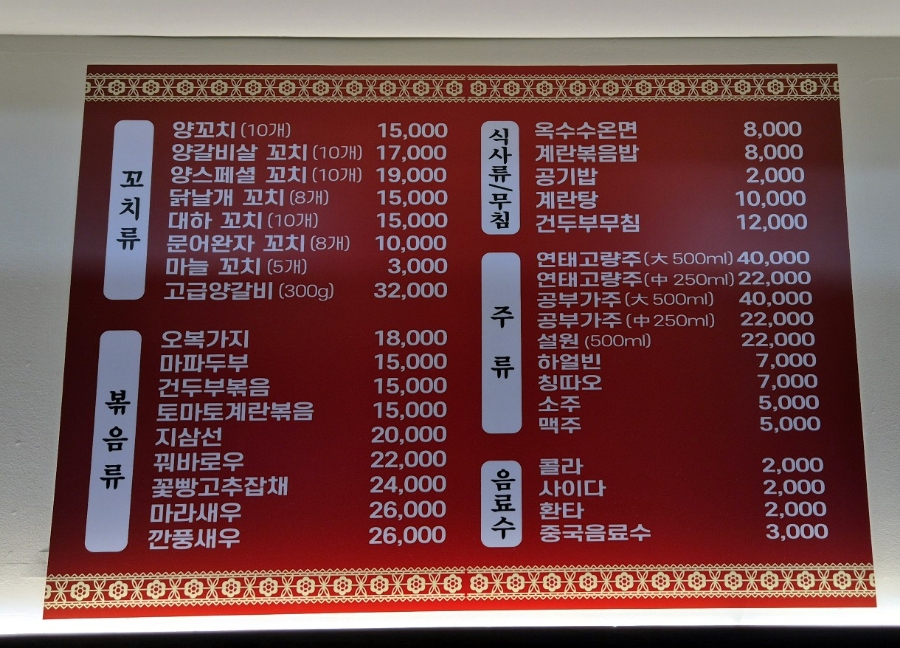 꼬치류
양꼬치 (10개) 15,000
양갈비살 꼬치 (10개) 17,000
양스페셜 꼬치 (10개) 19,000
닭날개 꼬치 (8개) 15,000
대하 꼬치 (10개) 15,000
문어완자 꼬치 (8개) 10,000
마늘 꼬치 (5개) 3,000
고급양갈비 (300g) 32,000
볶음류
오복가지 18,000
마파두부 15,000
건두부볶음 15,000
토마토계란볶음 15,000
지삼선 20,000
꿔바로우 22,000
꽃빵고추잡채 24,000
마라새우 26,000
깐풍새우 26,000
식사류/무침
옥수수온면 8,000
계란볶음밥 8,000
공기밥 2,000
계란탕 10,000
건두부무침 12,000
주류
연태고량주 (大 500ml) 40,000
연태고량주 (中 250ml) 22,000
공부가주 (大 500ml) 40,000
공부가주 (中 250ml) 22,000
설원 (500ml) 22,000
하얼빈 7,000
칭따오 7,000
소주 5,000
맥주 5,000
음료수
콜라 2,000
사이다 2,000
환타 2,000
중국음료수 3,000